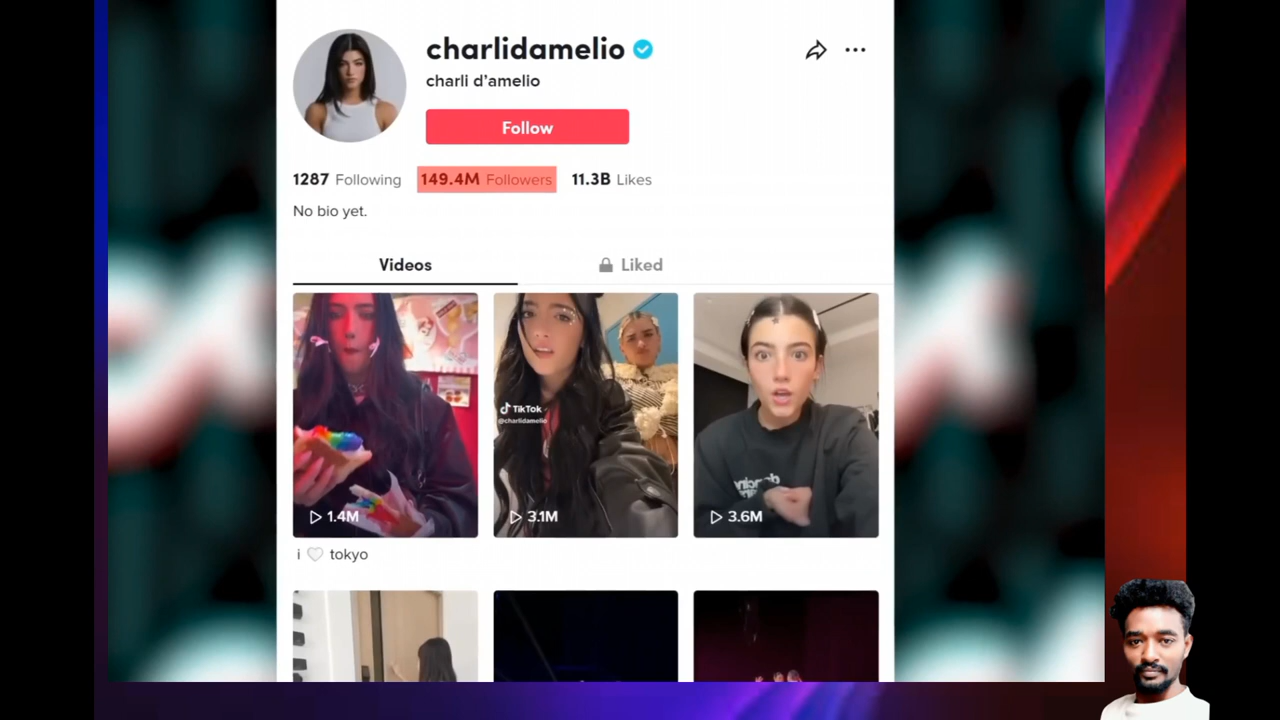 charlidamelio
charli d'amelio
Follow
1287 Following 149.4M Followers 11.3B Likes
No bio yet.
Videos Liked
TikTok
@charlidamelio
1.4M 3.1M 3.6M
i 🤍 tokyo